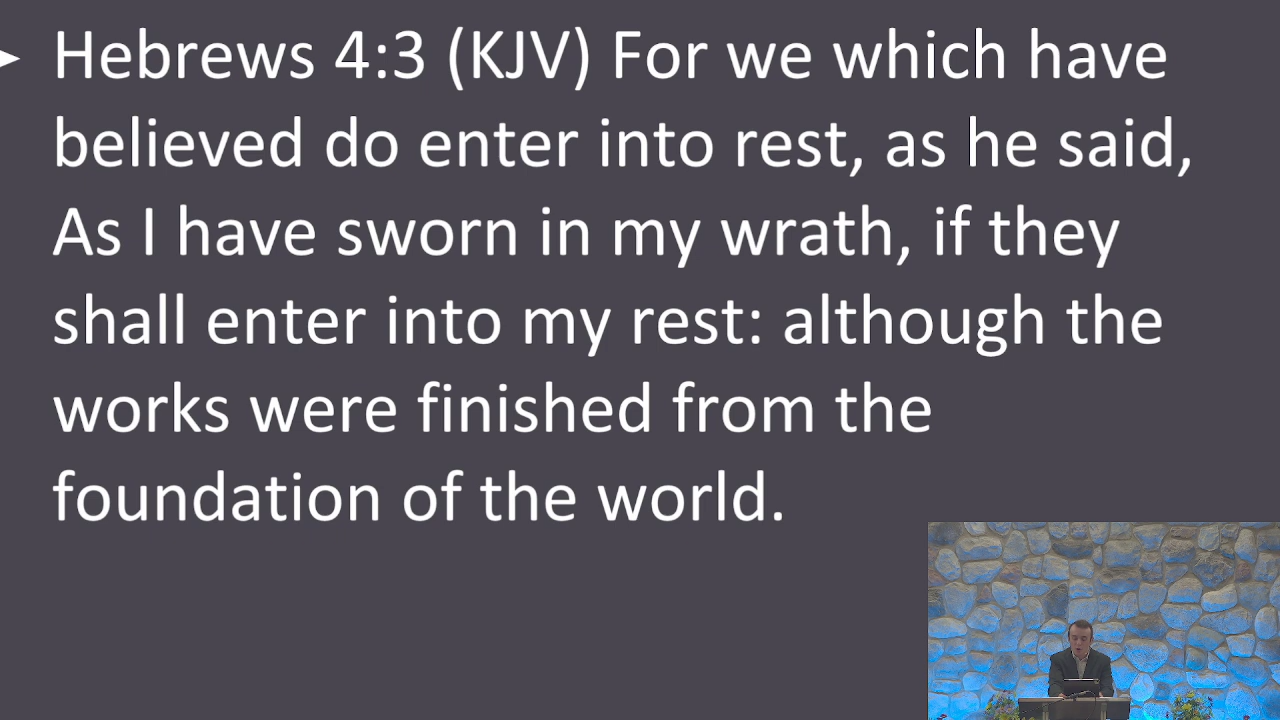 Hebrews 4:3 (KJV) For we which have
believed do enter into rest, as he said,
As I have sworn in my wrath, if they
shall enter into my rest: although the
works were finished from the
foundation of the world.